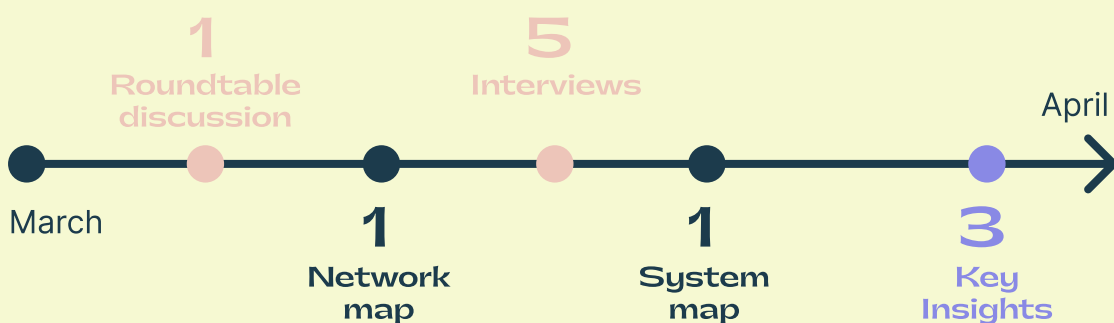 1
Roundtable
discussion
5
Interviews
April
March
1
Network
map
1
System
map
3
Key
Insights